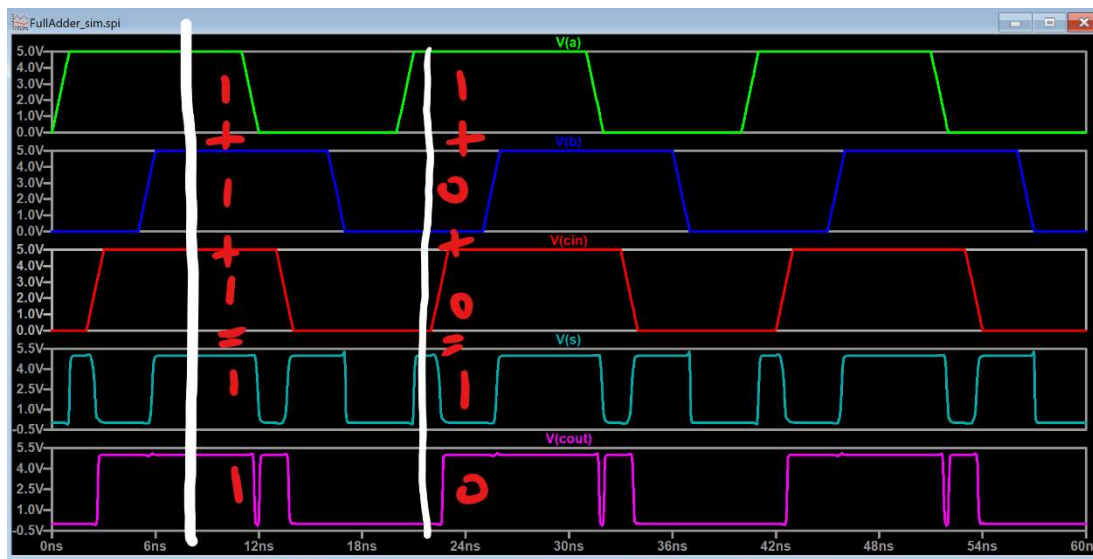 FullAdder_sim.spi
V(a)
5.0V
4.0V
3.0V
2.0V
1.0V
0.0V
1 1
+ +
V(b)
5.0V
4.0V
3.0V
2.0V
1.0V
0.0V
1 0
+ +
V(cin)
5.0V
4.0V
3.0V
2.0V
1.0V
0.0V
1 0
= =
V(s)
5.5V
4.0V
2.5V
1.0V
-0.5V
1 1
V(cout)
5.5V
4.0V
2.5V
1.0V
-0.5V
1 0
0ns 6ns 12ns 18ns 24ns 30ns 36ns 42ns 48ns 54ns 60n